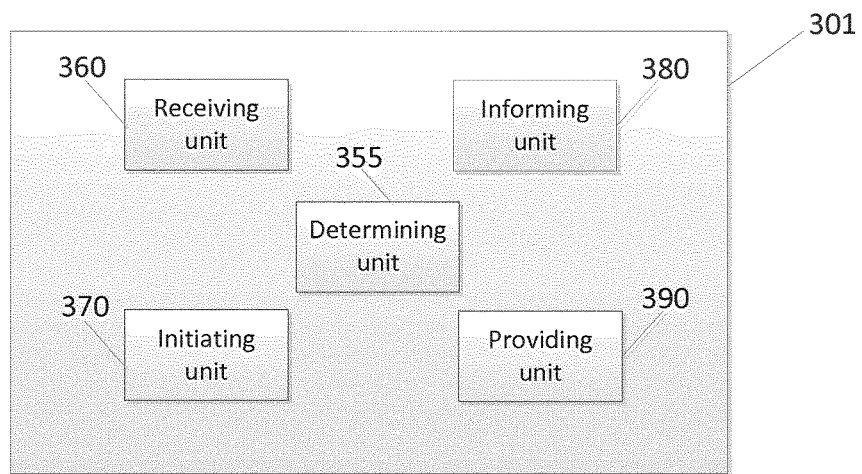 301
360
380
Receiving
unit
Informing
unit
355
Determining
unit
370
390
Initiating
unit
Providing
unit